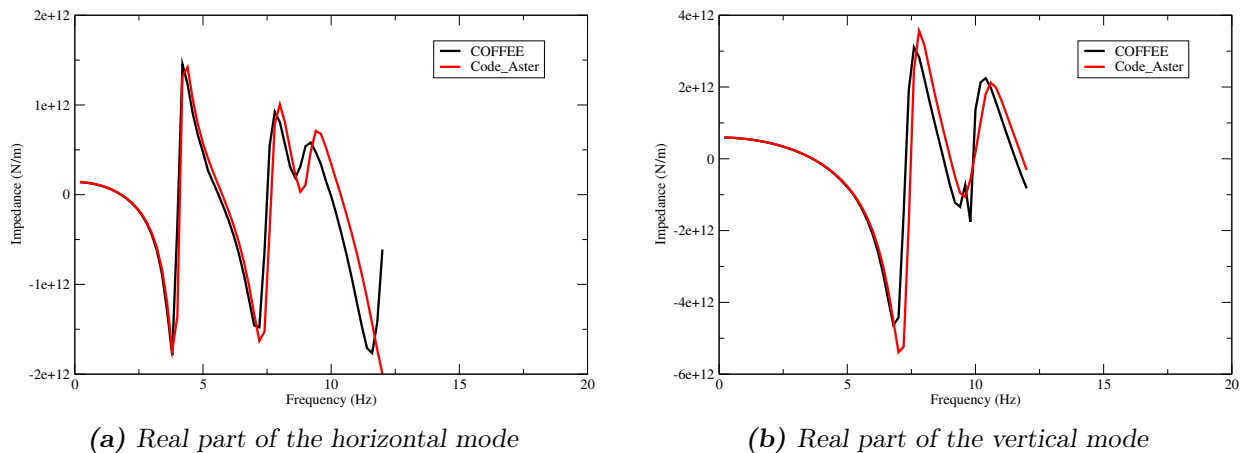 2e+12
1e+12
0
-1e+12
-2e+12
Impedance (N/m)
0 5 10 15 20
Frequency (Hz)
COFFEE
Code_Aster
(a) Real part of the horizontal mode
4e+12
2e+12
0
-2e+12
-4e+12
-6e+12
Impedance (N/m)
0 5 10 15 20
Frequency (Hz)
COFFEE
Code_Aster
(b) Real part of the vertical mode